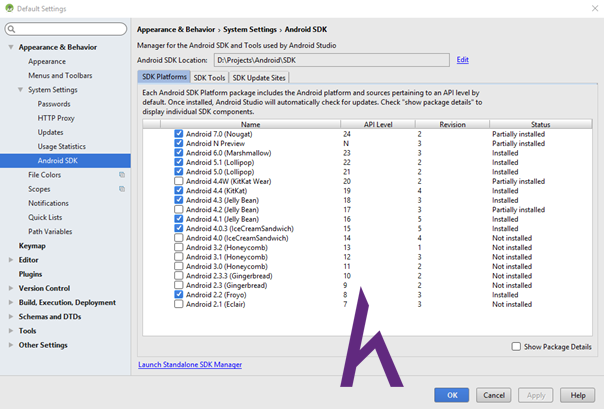 Default Settings
Appearance & Behavior › System Settings › Android SDK
Manager for the Android SDK and Tools used by Android Studio
Android SDK Location: D:\Projects\Android\SDK Edit
SDK Platforms SDK Tools SDK Update Sites
Each Android SDK Platform package includes the Android platform and sources pertaining to an API level by
default. Once installed, Android Studio will automatically check for updates. Check "show package details" to
display individual SDK components.
Name API Level Revision Status
Android 7.0 (Nougat) 24 2 Partially installed
Android N Preview N 3 Partially installed
Android 6.0 (Marshmallow) 23 3 Installed
Android 5.1 (Lollipop) 22 2 Installed
Android 5.0 (Lollipop) 21 2 Installed
Android 4.4W (KitKat Wear) 20 2 Partially installed
Android 4.4 (KitKat) 19 4 Installed
Android 4.3 (Jelly Bean) 18 3 Installed
Android 4.2 (Jelly Bean) 17 3 Partially installed
Android 4.1 (Jelly Bean) 16 5 Installed
Android 4.0.3 (IceCreamSandwich) 15 5 Installed
Android 4.0 (IceCreamSandwich) 14 4 Not installed
Android 3.2 (Honeycomb) 13 1 Not installed
Android 3.1 (Honeycomb) 12 3 Not installed
Android 3.0 (Honeycomb) 11 2 Not installed
Android 2.3.3 (Gingerbread) 10 2 Not installed
Android 2.3 (Gingerbread) 9 2 Not installed
Android 2.2 (Froyo) 8 3 Installed
Android 2.1 (Eclair) 7 3 Not installed
Show Package Details
Launch Standalone SDK Manager
Appearance & Behavior
Appearance
Menus and Toolbars
System Settings
Passwords
HTTP Proxy
Updates
Usage Statistics
Android SDK
File Colors
Scopes
Notifications
Quick Lists
Path Variables
Keymap
Editor
Plugins
Version Control
Build, Execution, Deployment
Schemas and DTDs
Tools
Other Settings
OK Cancel Apply Help